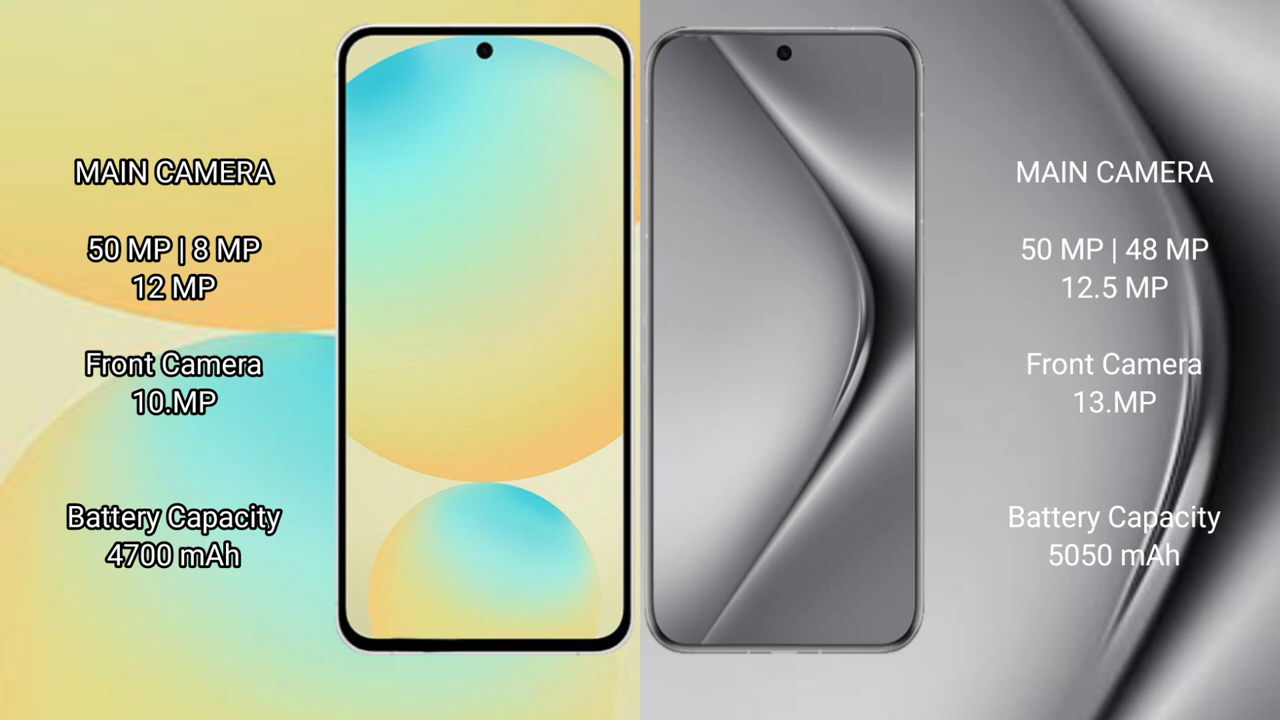 MAIN CAMERA
50 MP | 8 MP
12 MP
Front Camera
10.MP
Battery Capacity
4700 mAh
MAIN CAMERA
50 MP | 48 MP
12.5 MP
Front Camera
13.MP
Battery Capacity
5050 mAh